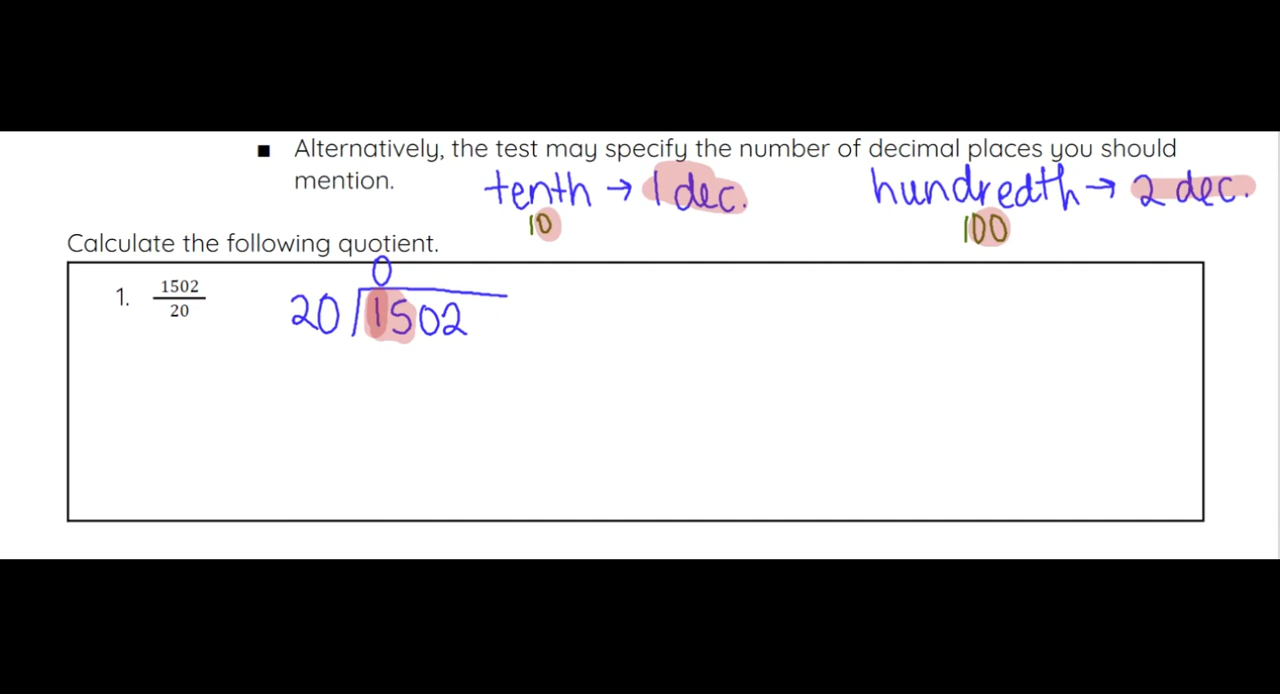 ▪ Alternatively, the test may specify the number of decimal places you should
mention. tenth → 1 dec. hundredth → 2 dec.
10 100
Calculate the following quotient.
0
1. 1502/20 20 1502